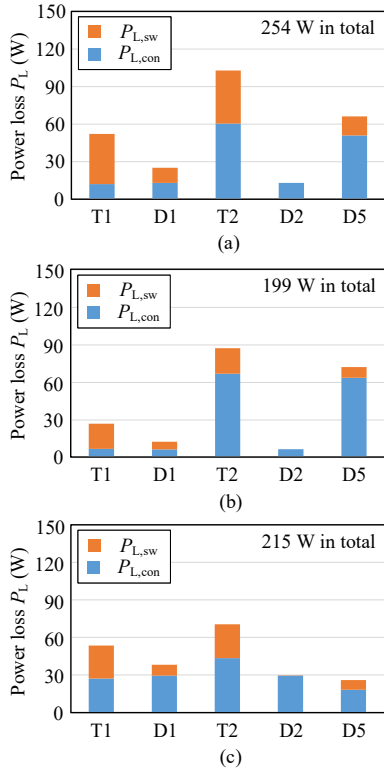 150
120
90
60
30
0
Power loss P_L (W)
P_L,sw
P_L,con
254 W in total
T1 D1 T2 D2 D5
(a)
150
120
90
60
30
0
Power loss P_L (W)
P_L,sw
P_L,con
199 W in total
T1 D1 T2 D2 D5
(b)
150
120
90
60
30
0
Power loss P_L (W)
P_L,sw
P_L,con
215 W in total
T1 D1 T2 D2 D5
(c)